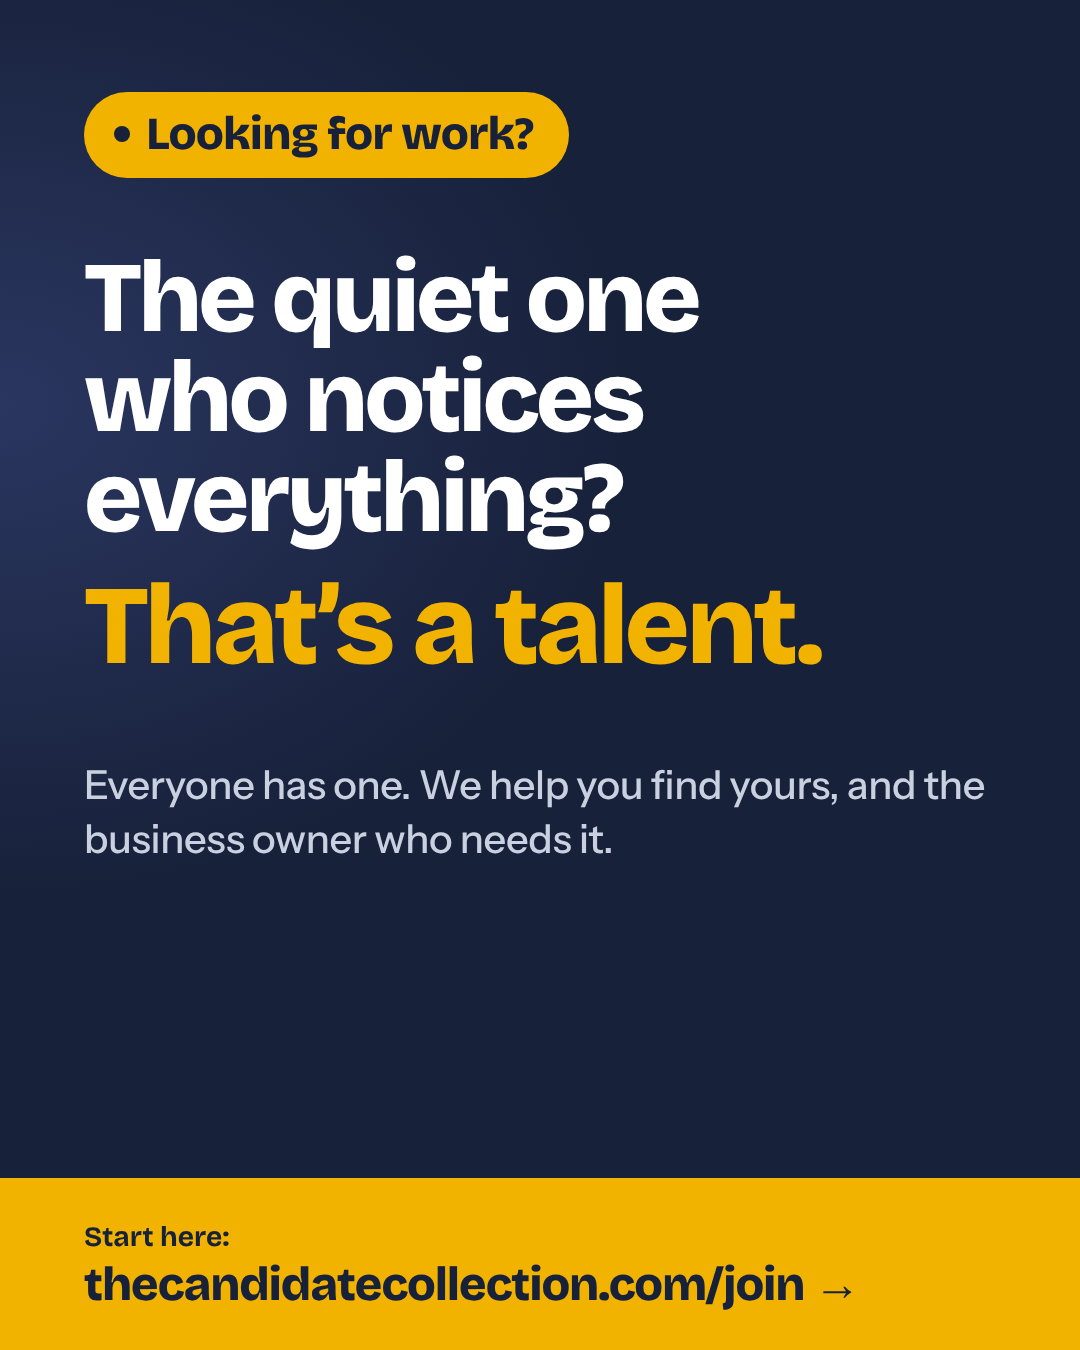 • Looking for work?
The quiet one
who notices
everything?
That’s a talent.
Everyone has one. We help you find yours, and the
business owner who needs it.
Start here:
thecandidatecollection.com/join →